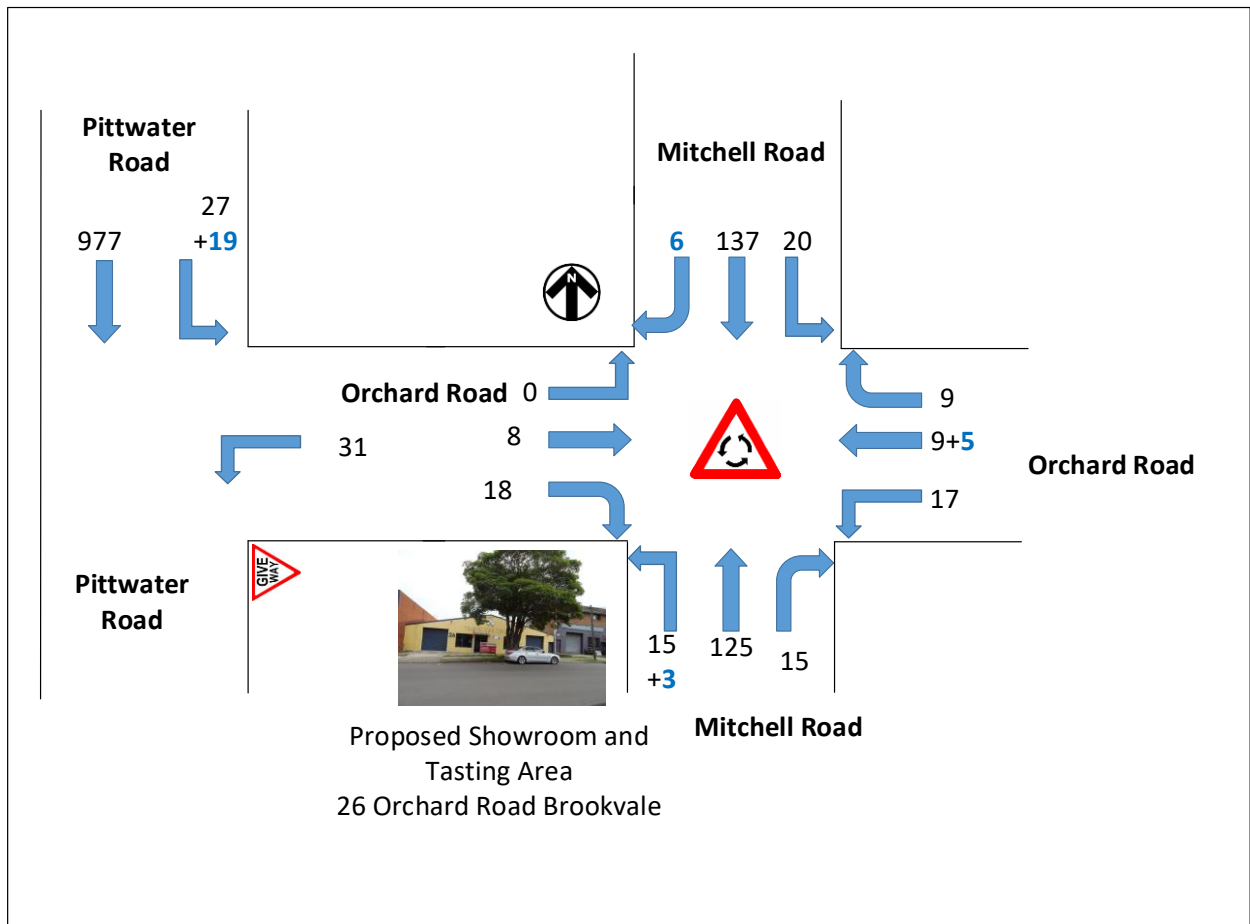 Pittwater
Road
Mitchell Road
27
977
+19
6
137
20
N
Orchard Road
0
9
31
8
9+5
Orchard Road
18
17
GIVE
WAY
Pittwater
Road
15
125
15
+3
Mitchell Road
Proposed Showroom and
Tasting Area
26 Orchard Road Brookvale